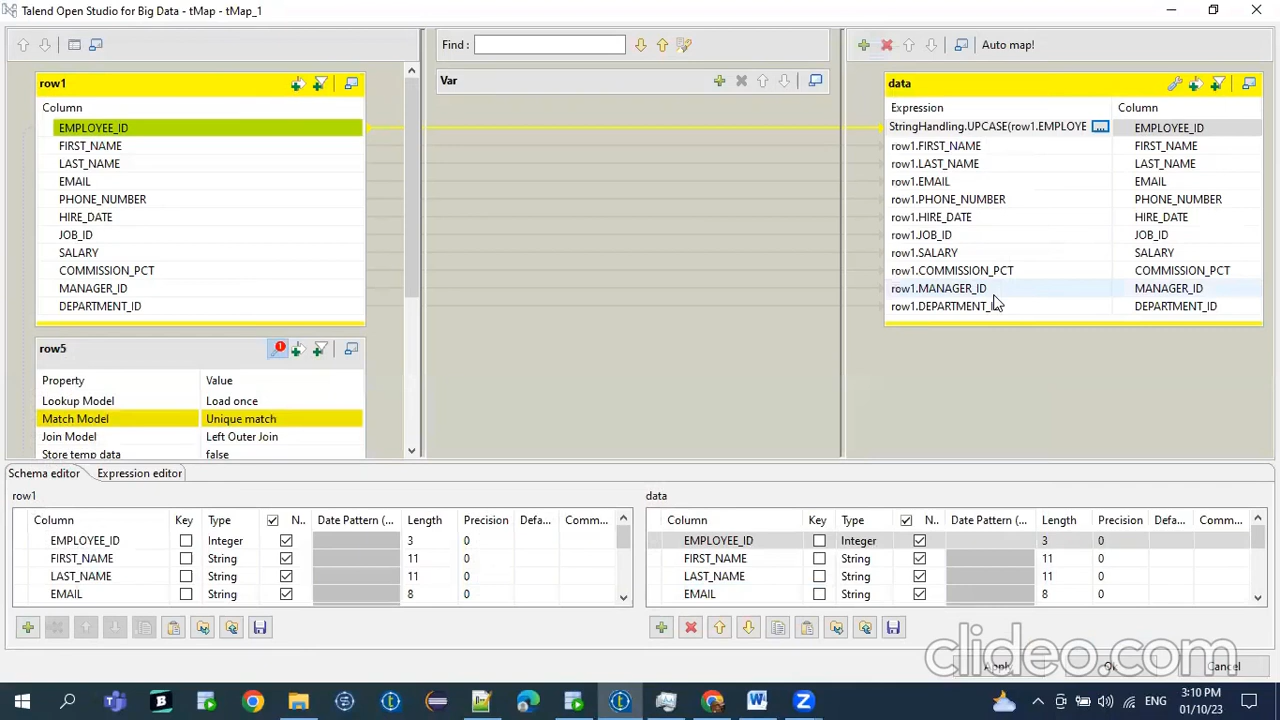 Talend Open Studio for Big Data - tMap - tMap_1
Find :
Auto map!
row1
Column
EMPLOYEE_ID
FIRST_NAME
LAST_NAME
EMAIL
PHONE_NUMBER
HIRE_DATE
JOB_ID
SALARY
COMMISSION_PCT
MANAGER_ID
DEPARTMENT_ID
row5
Property Value
Lookup Model Load once
Match Model Unique match
Join Model Left Outer Join
Store temp data false
Var
data
Expression Column
StringHandling.UPCASE(row1.EMPLOYE ... EMPLOYEE_ID
row1.FIRST_NAME FIRST_NAME
row1.LAST_NAME LAST_NAME
row1.EMAIL EMAIL
row1.PHONE_NUMBER PHONE_NUMBER
row1.HIRE_DATE HIRE_DATE
row1.JOB_ID JOB_ID
row1.SALARY SALARY
row1.COMMISSION_PCT COMMISSION_PCT
row1.MANAGER_ID MANAGER_ID
row1.DEPARTMENT_ID DEPARTMENT_ID
Schema editor Expression editor
row1
Column Key Type N.. Date Pattern (... Length Precision Defa... Comm...
EMPLOYEE_ID Integer 3 0
FIRST_NAME String 11 0
LAST_NAME String 11 0
EMAIL String 8 0
data
Column Key Type N.. Date Pattern (... Length Precision Defa... Comm...
EMPLOYEE_ID Integer 3 0
FIRST_NAME String 11 0
LAST_NAME String 11 0
EMAIL String 8 0
Apply Ok Cancel
clideo.com
ENG
3:10 PM
01/10/23